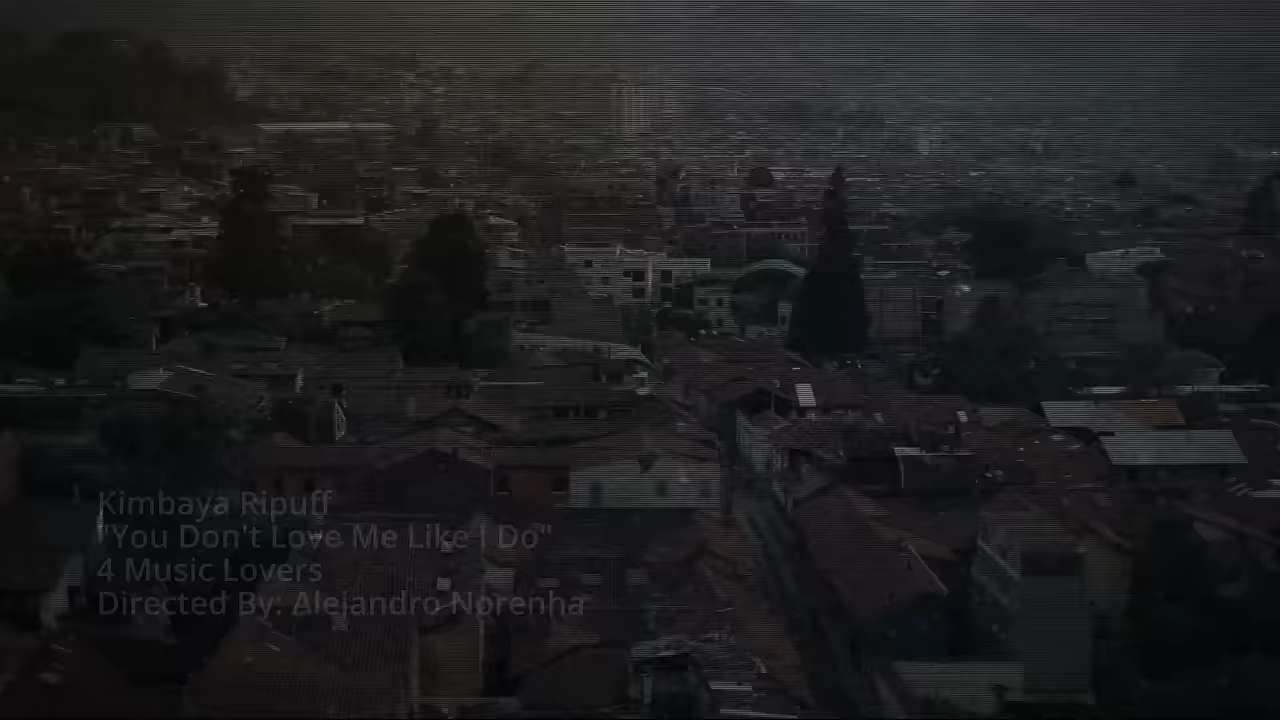 Kimbaya Ripuff
"You Don't Love Me Like I Do"
4 Music Lovers
Directed By: Alejandro Norenha